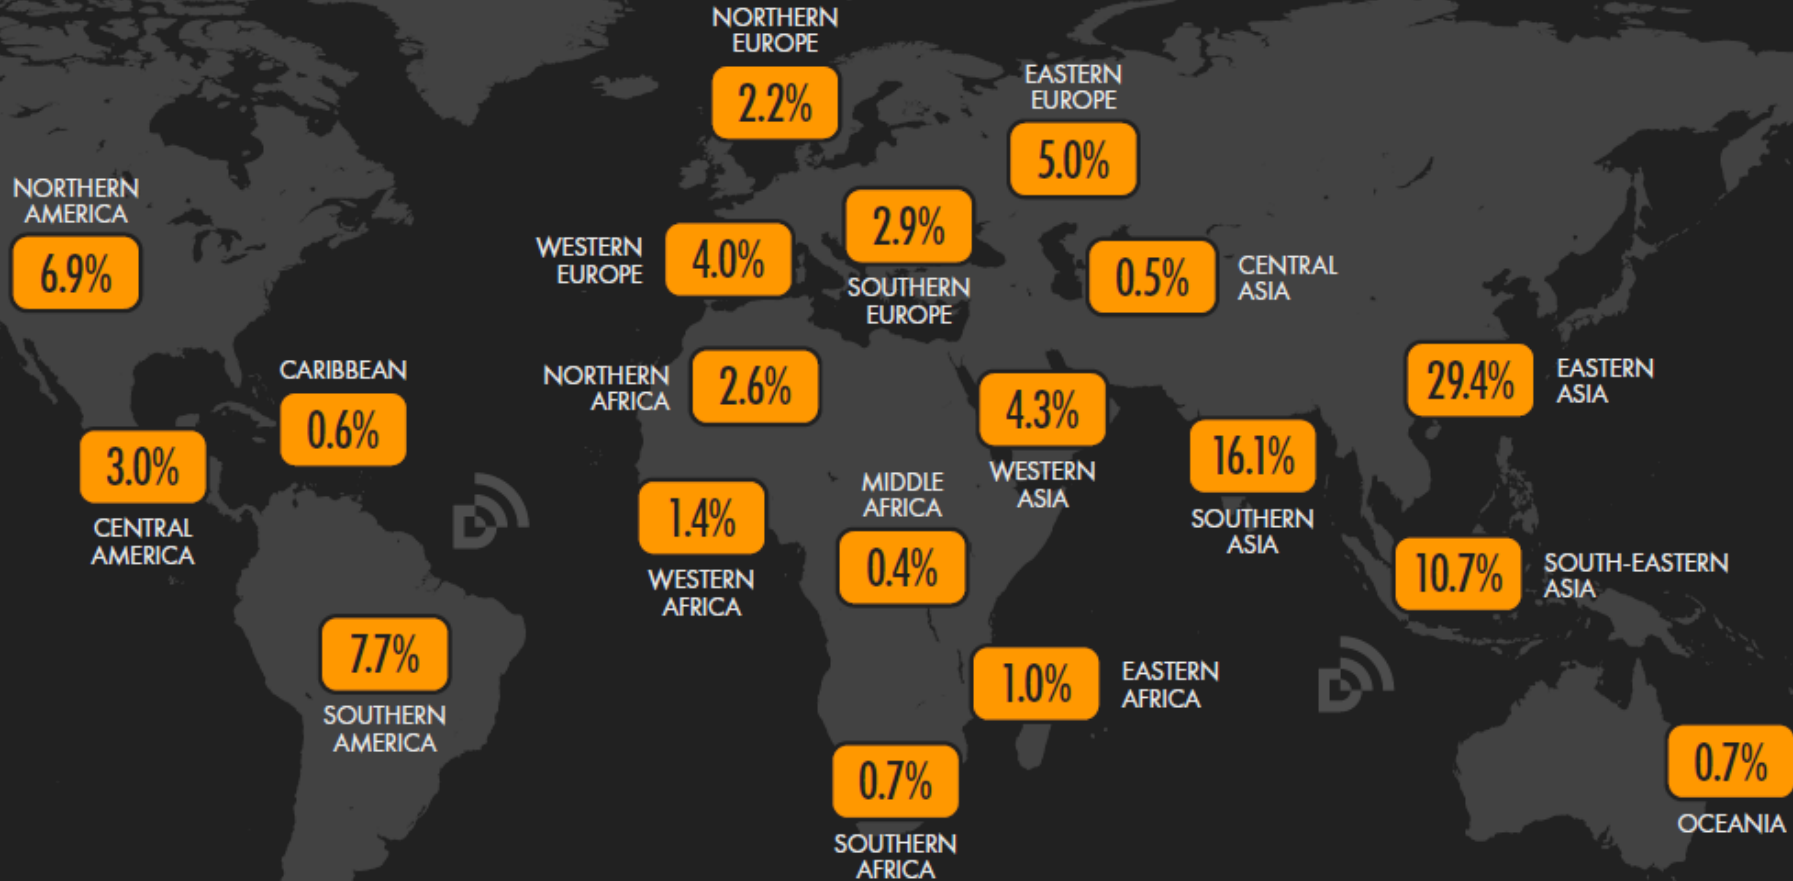 NORTHERN
EUROPE
2.2%
EASTERN
EUROPE
5.0%
NORTHERN
AMERICA
6.9%
WESTERN
EUROPE
4.0%
2.9%
SOUTHERN
EUROPE
0.5%
CENTRAL
ASIA
CARIBBEAN
0.6%
NORTHERN
AFRICA
2.6%
4.3%
WESTERN
ASIA
29.4%
EASTERN
ASIA
3.0%
CENTRAL
AMERICA
16.1%
SOUTHERN
ASIA
1.4%
WESTERN
AFRICA
MIDDLE
AFRICA
0.4%
10.7%
SOUTH-EASTERN
ASIA
7.7%
SOUTHERN
AMERICA
1.0%
EASTERN
AFRICA
0.7%
SOUTHERN
AFRICA
0.7%
OCEANIA